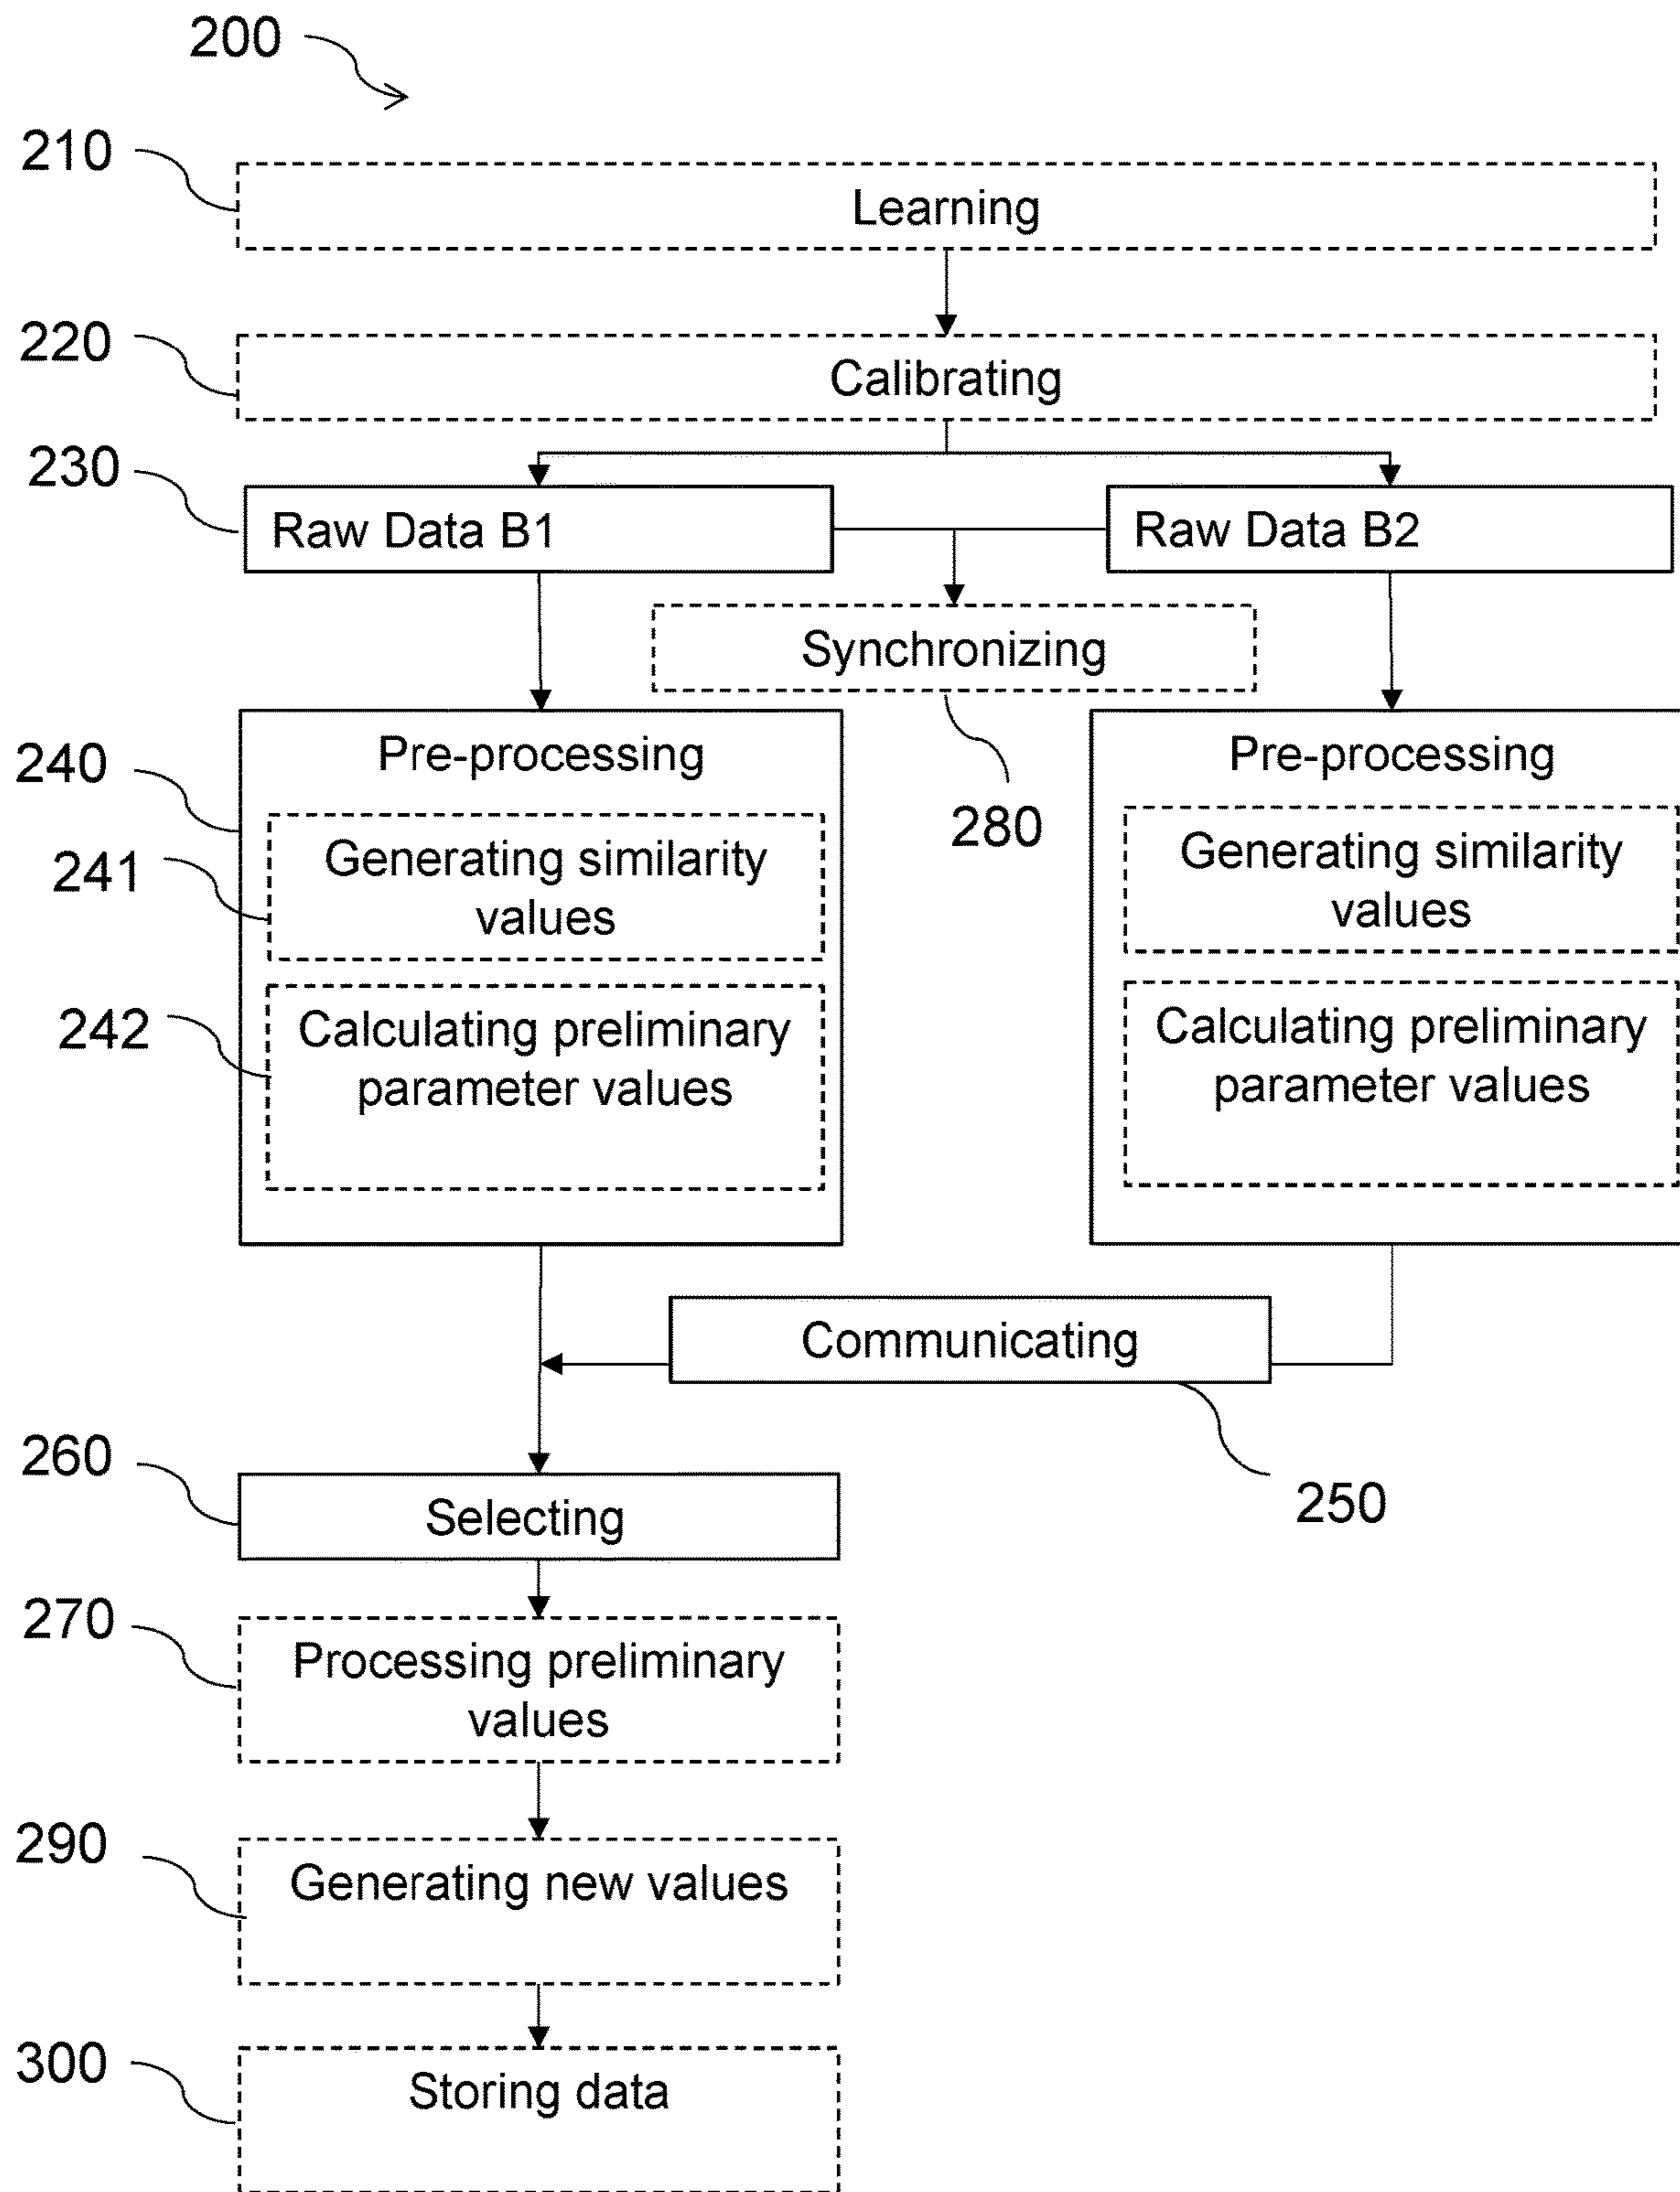 200
210
Learning
220
Calibrating
230
Raw Data B1
Raw Data B2
Synchronizing
280
240
Pre-processing
Pre-processing
241
Generating similarity
values
Generating similarity
values
242
Calculating preliminary
parameter values
Calculating preliminary
parameter values
Communicating
250
260
Selecting
270
Processing preliminary
values
290
Generating new values
300
Storing data